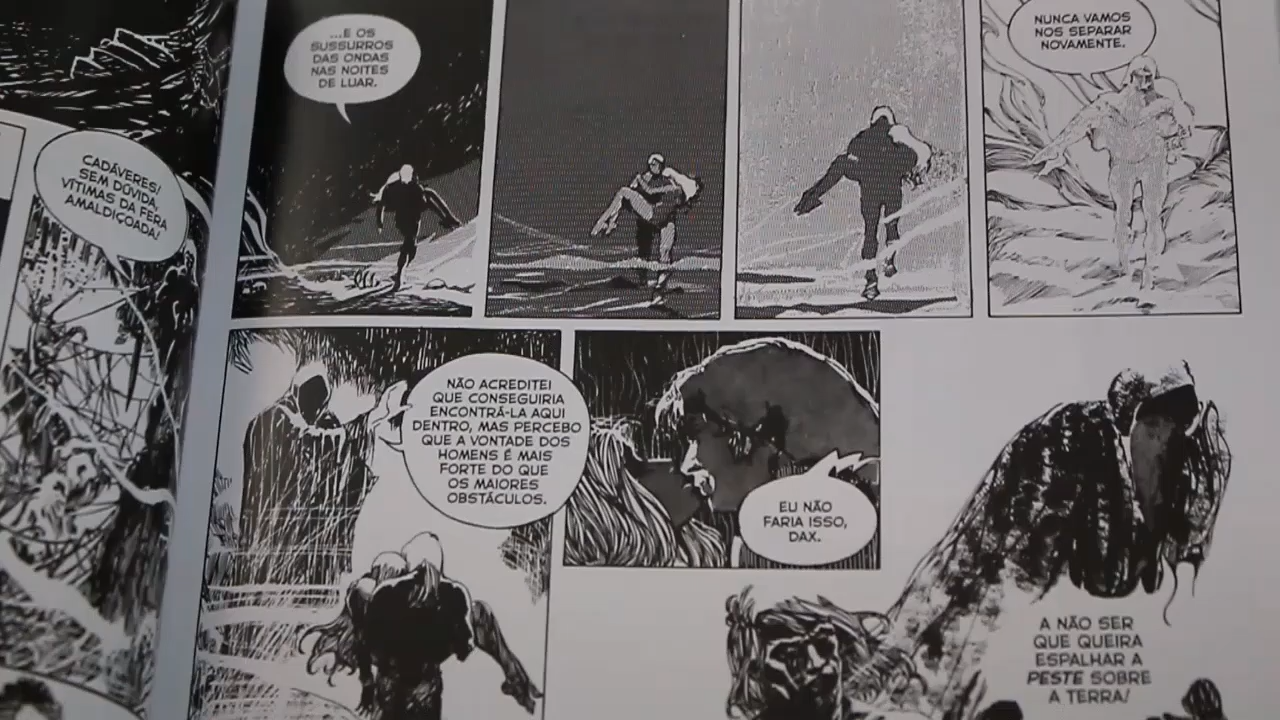 CADÁVERES!
SEM DÚVIDA,
VÍTIMAS DA FERA
AMALDIÇOADA!
...E OS
SUSSURROS
DAS ONDAS
NAS NOITES
DE LUAR.
NUNCA VAMOS
NOS SEPARAR
NOVAMENTE.
NÃO ACREDITEI
QUE CONSEGUIRIA
ENCONTRÁ-LA AQUI
DENTRO, MAS PERCEBO
QUE A VONTADE DOS
HOMENS É MAIS
FORTE DO QUE
OS MAIORES
OBSTÁCULOS.
EU NÃO
FARIA ISSO,
DAX.
A NÃO SER
QUE QUEIRA
ESPALHAR A
PESTE SOBRE
A TERRA!